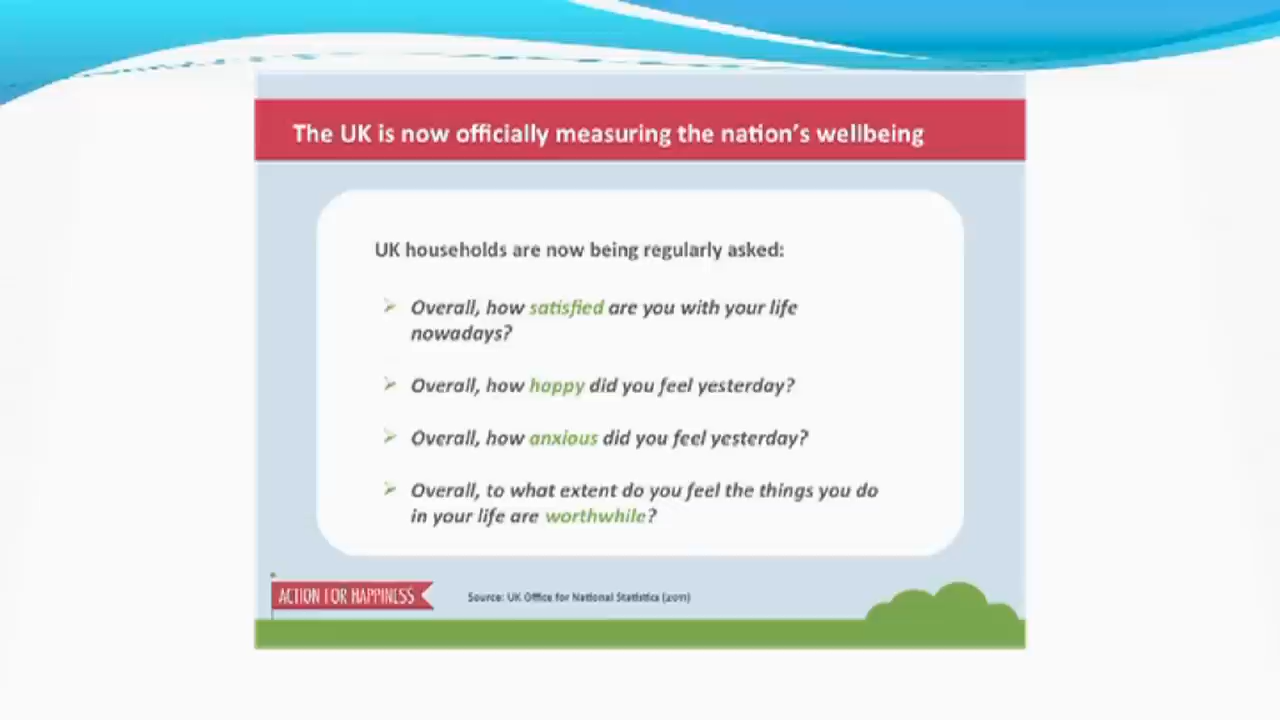 The UK is now officially measuring the nation's wellbeing
UK households are now being regularly asked:
Overall, how satisfied are you with your life
nowadays?
Overall, how happy did you feel yesterday?
Overall, how anxious did you feel yesterday?
Overall, to what extent do you feel the things you do
in your life are worthwhile?
ACTION FOR HAPPINESS
Source: UK Office for National Statistics (2011)